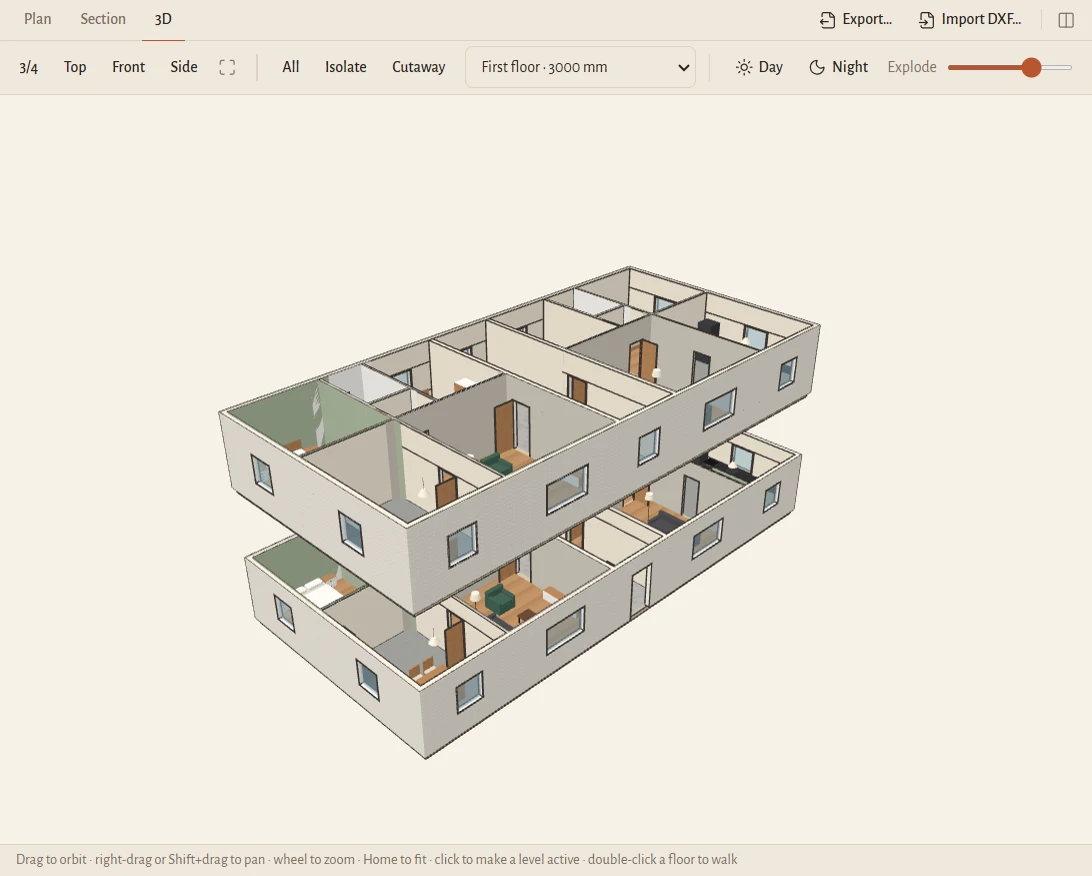 Plan Section 3D Export... Import DXF...
3/4 Top Front Side All Isolate Cutaway First floor · 3000 mm Day Night Explode
Drag to orbit · right-drag or Shift+drag to pan · wheel to zoom · Home to fit · click to make a level active · double-click a floor to walk